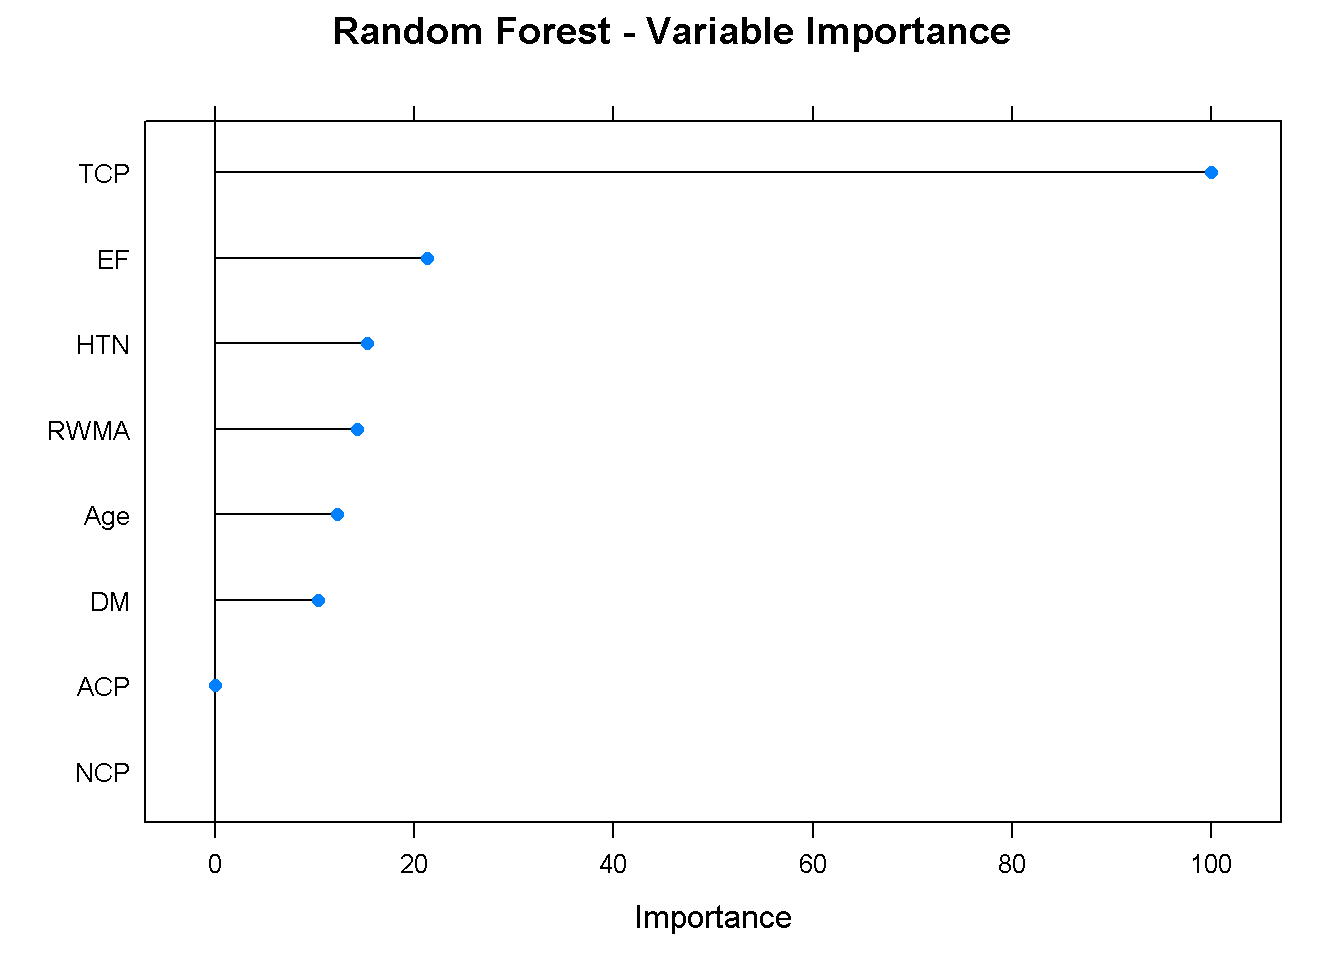 Random Forest - Variable Importance
TCP
EF
HTN
RWMA
Age
DM
ACP
NCP
0 20 40 60 80 100
Importance